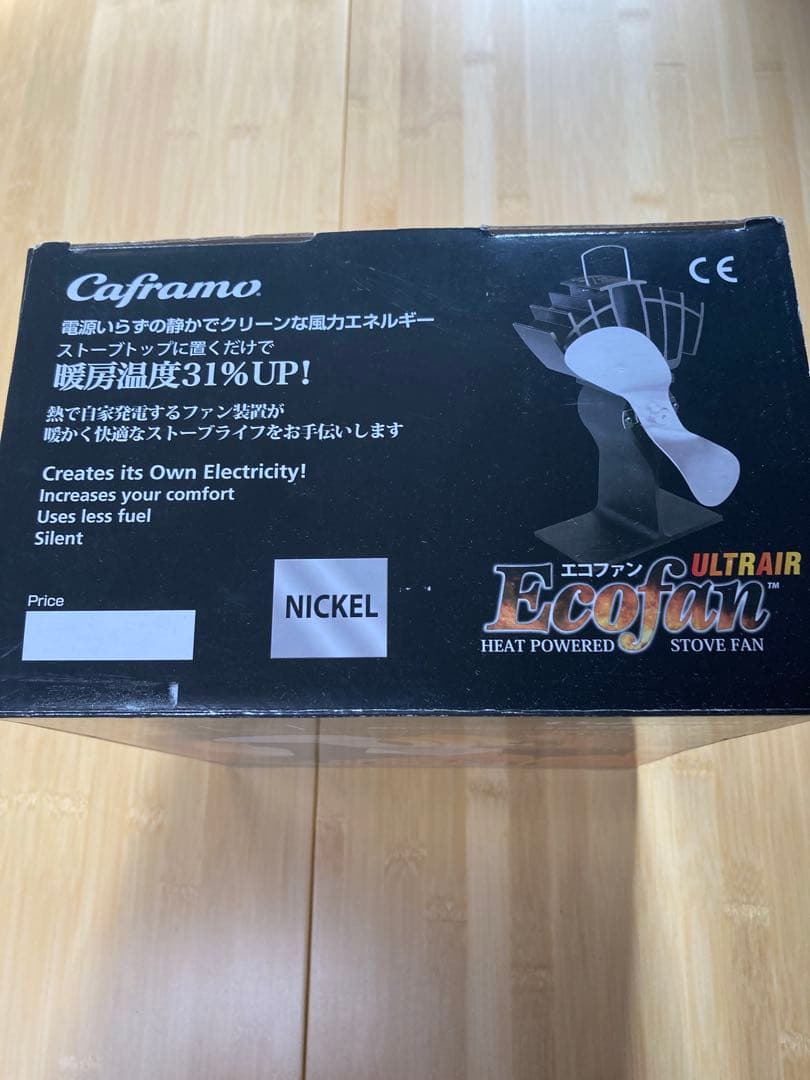 Caframo
CE
電源いらずの静かでクリーンな風力エネルギー
ストーブトップに置くだけで
暖房温度31%UP!
熱で自家発電するファン装置が
暖かく快適なストーブライフをお手伝いします
Creates its Own Electricity!
Increases your comfort
Uses less fuel
Silent
Price
NICKEL
エコファン
ULTRAIR
Ecofan™
HEAT POWERED STOVE FAN